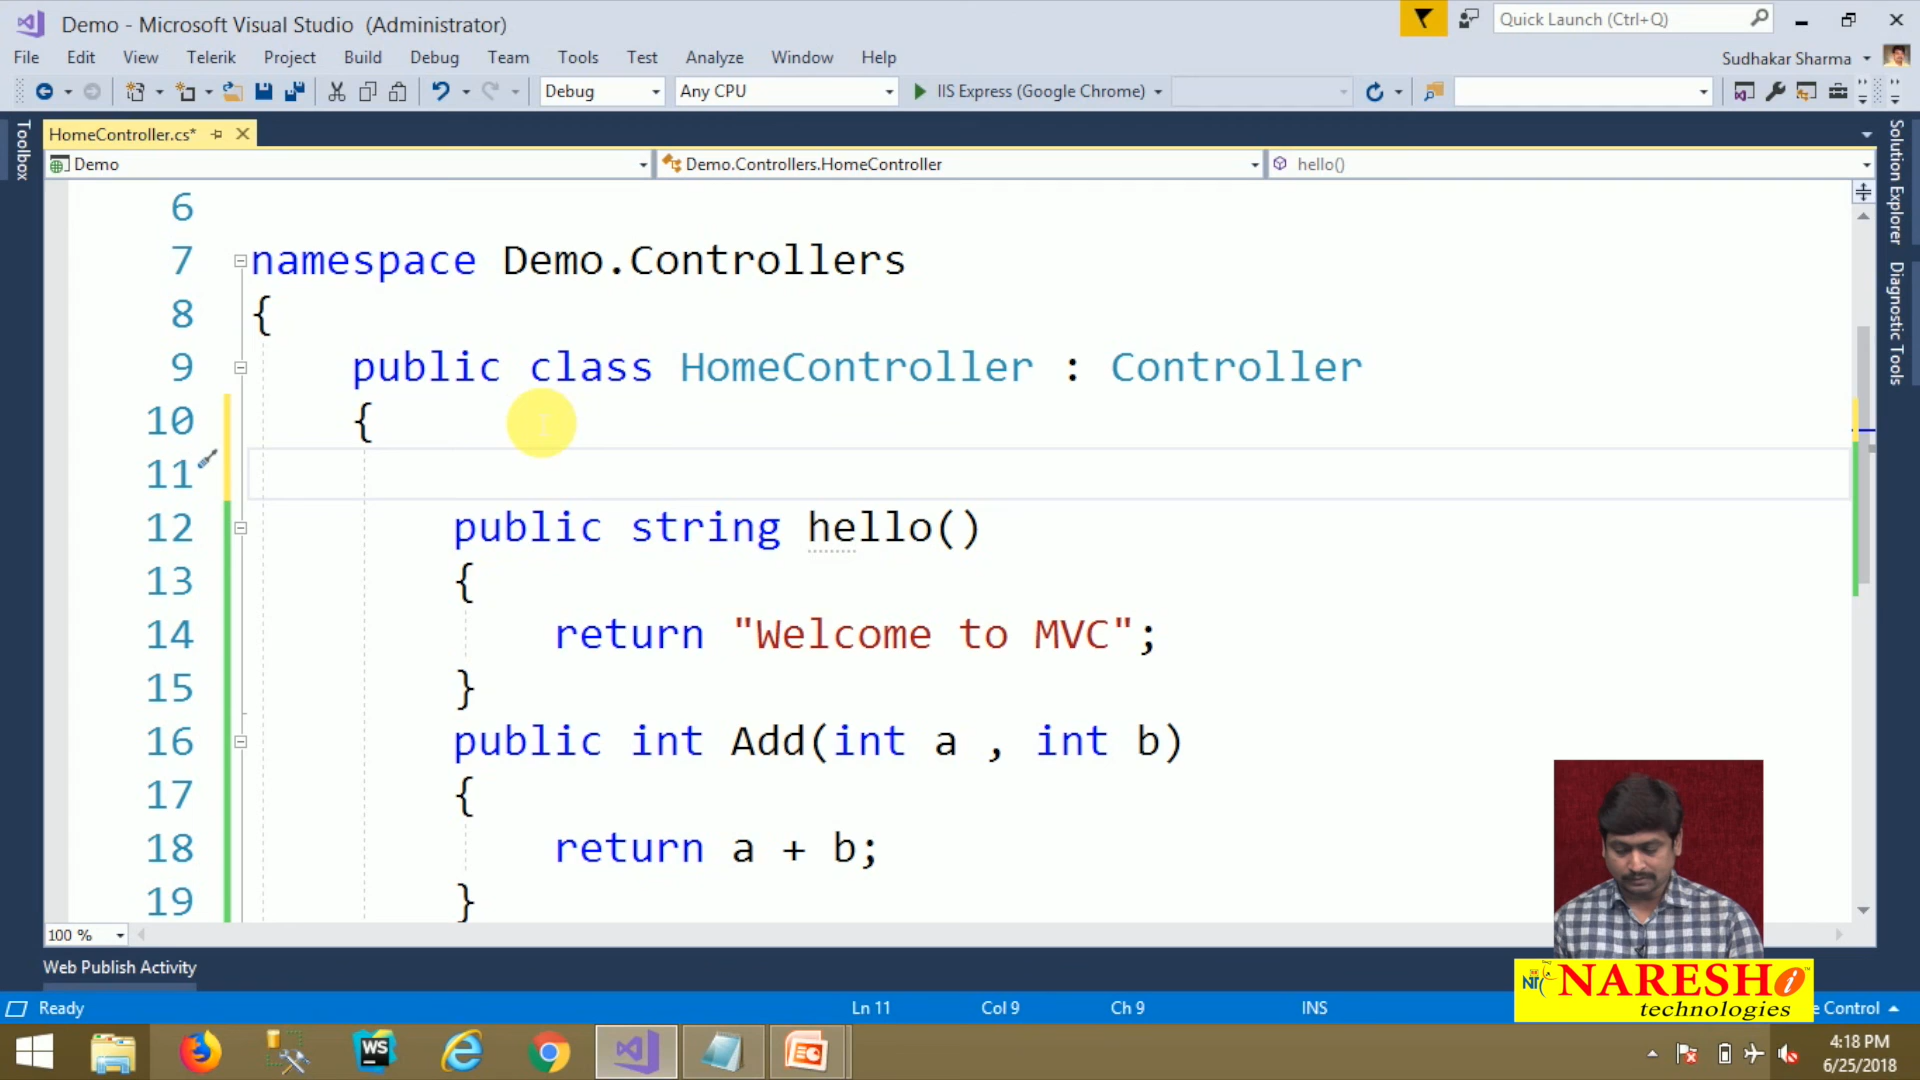 Demo - Microsoft Visual Studio (Administrator)
Quick Launch (Ctrl+Q)
File Edit View Telerik Project Build Debug Team Tools Test Analyze Window Help
Sudhakar Sharma
Debug Any CPU IIS Express (Google Chrome)
HomeController.cs*
Toolbox
Demo
Demo.Controllers.HomeController
hello()
Solution Explorer
Diagnostic Tools
6
7 namespace Demo.Controllers
8 {
9 public class HomeController : Controller
10 {
11
12 public string hello()
13 {
14 return "Welcome to MVC";
15 }
16 public int Add(int a , int b)
17 {
18 return a + b;
19 }
100 %
Web Publish Activity
Ready Ln 11 Col 9 Ch 9 INS
NARESH i
technologies
Control
WS
4:18 PM
6/25/2018